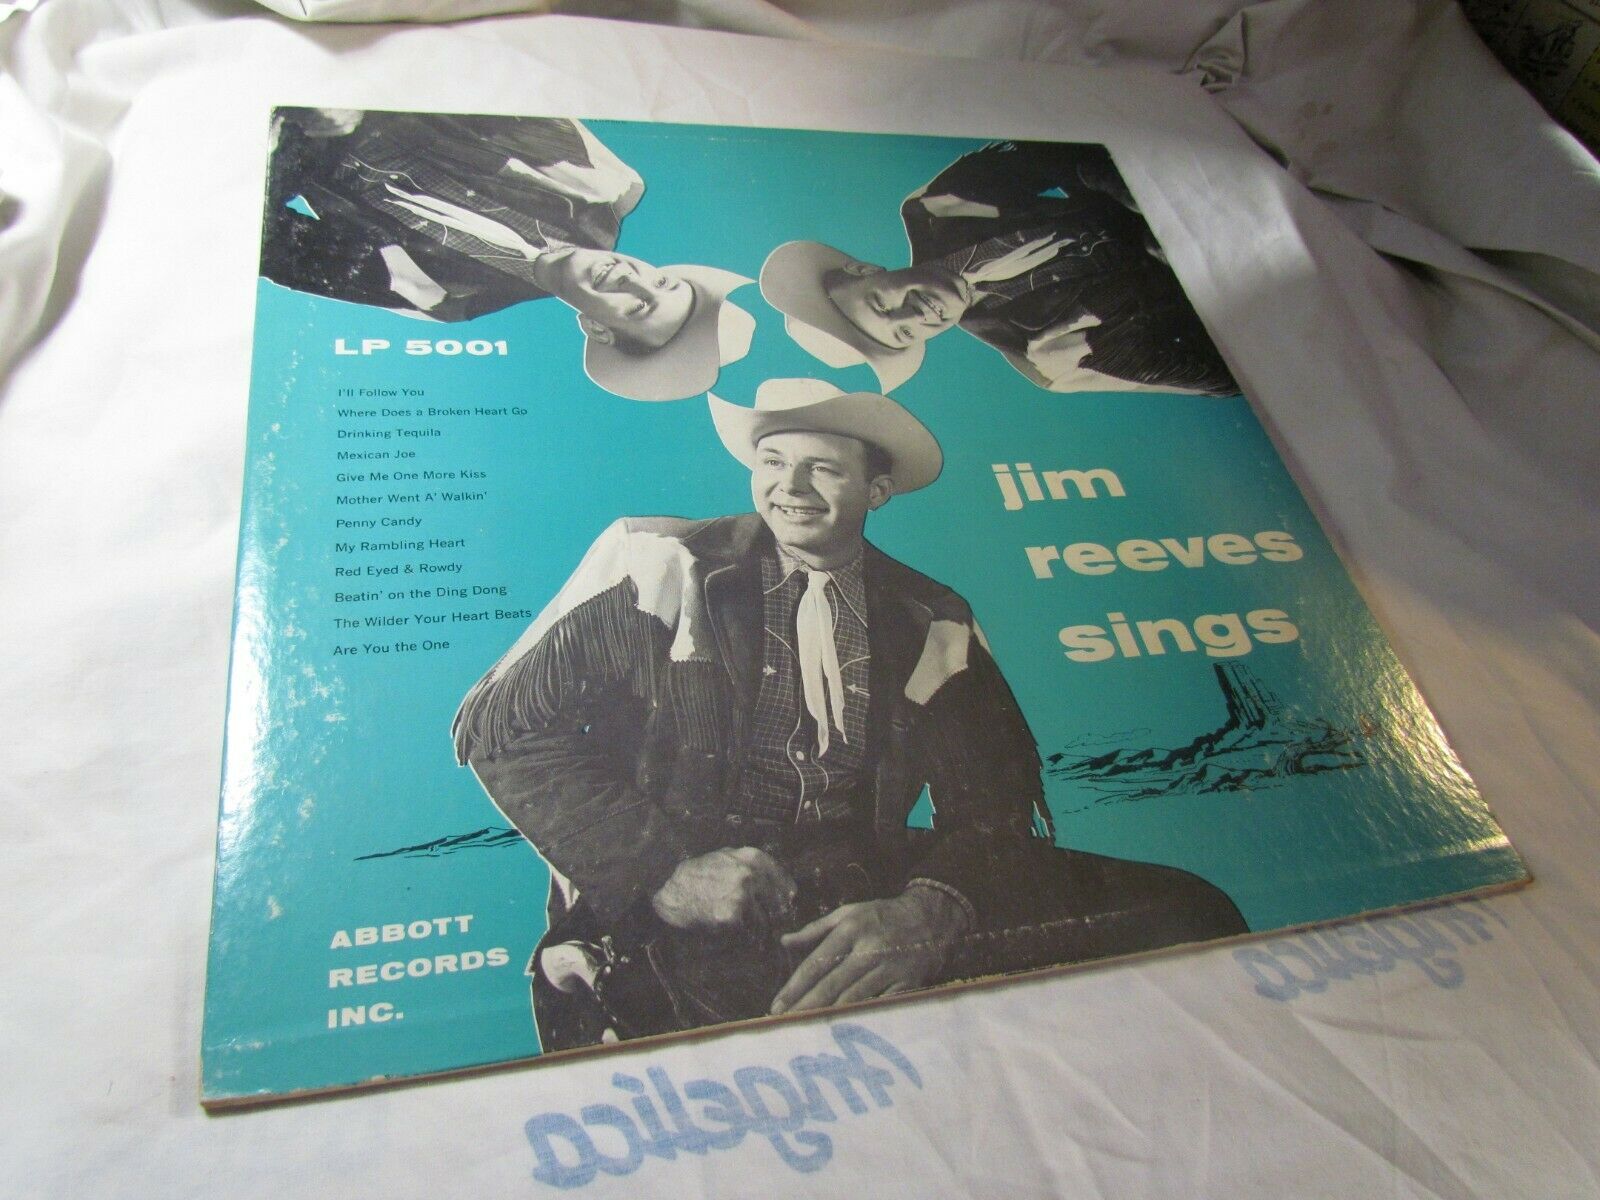 LP 5001
I'll Follow You
Where Does a Broken Heart Go
Drinking Tequila
Mexican Joe
Give Me One More Kiss
Mother Went A' Walkin'
Penny Candy
My Rambling Heart
Red Eyed & Rowdy
Beatin' on the Ding Dong
The Wilder Your Heart Beats
Are You the One
jim
reeves
sings
ABBOTT
RECORDS
INC.
Angelica
Angelica